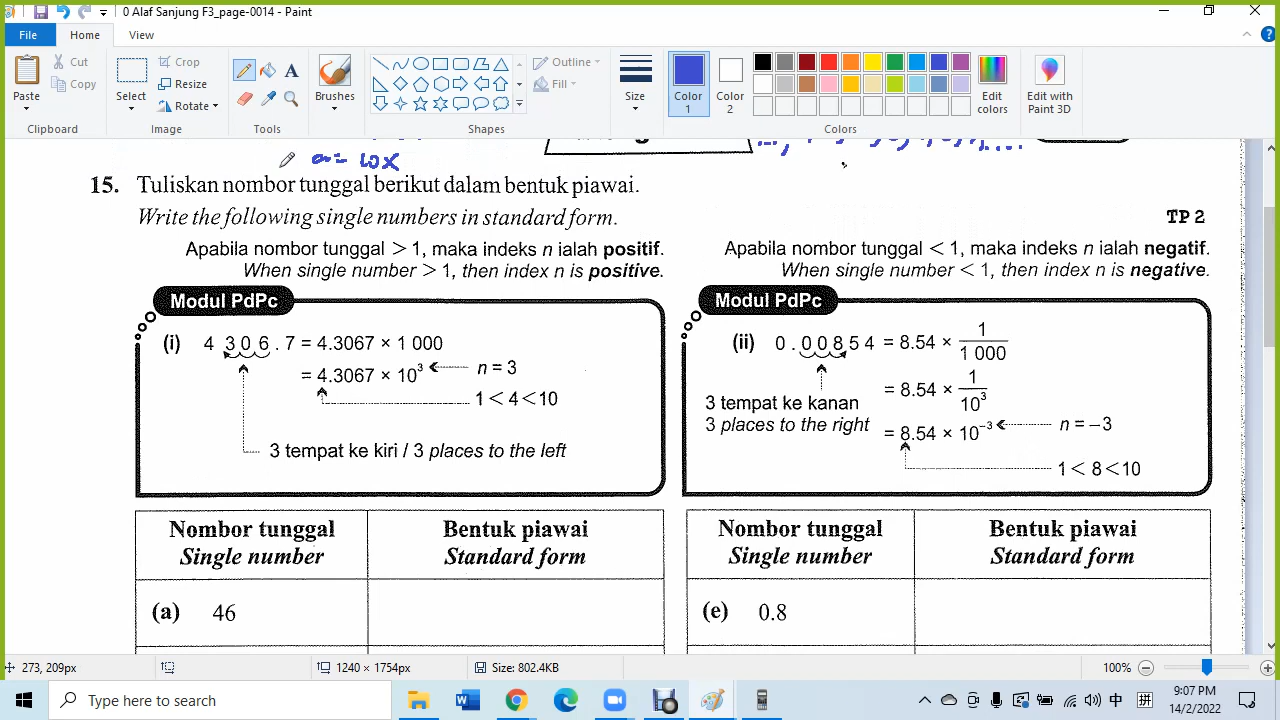 0 Alaf Sanjung F3_page-0014 - Paint
File Home View
Paste
Cut
Copy
Clipboard
Select
Crop
Resize
Rotate
Image
A
Tools
Brushes
Shapes
Outline
Fill
Size
Color 1
Color 2
Colors
Edit colors
Edit with Paint 3D
15. Tuliskan nombor tunggal berikut dalam bentuk piawai.
Write the following single numbers in standard form.
TP 2
Apabila nombor tunggal > 1, maka indeks n ialah positif.
When single number > 1, then index n is positive.
Modul PdPc
(i) 4 306.7 = 4.3067 × 1 000
= 4.3067 × 10³ n = 3
1 < 4 < 10
3 tempat ke kiri / 3 places to the left
Apabila nombor tunggal < 1, maka indeks n ialah negatif.
When single number < 1, then index n is negative.
Modul PdPc
(ii) 0.00854 = 8.54 × 1/1 000
= 8.54 × 1/10³
3 tempat ke kanan
3 places to the right
= 8.54 × 10⁻³ n = −3
1 < 8 < 10
Nombor tunggal
Single number
Bentuk piawai
Standard form
(a) 46
Nombor tunggal
Single number
Bentuk piawai
Standard form
(e) 0.8
273, 209px
1240 × 1754px
Size: 802.4KB
100%
Type here to search
中
拼
9:07 PM
14/2/2022